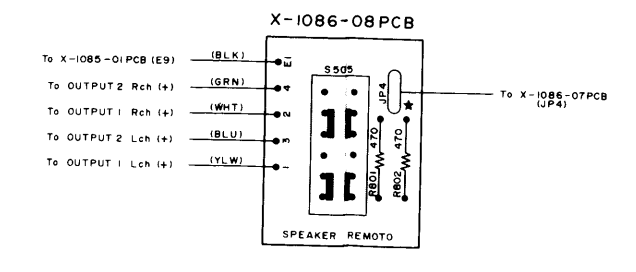 X-1086-08PCB
To X-1085-01PCB (E9) (BLK) E1
To OUTPUT 2 Rch (+) (GRN) 4
To OUTPUT 1 Rch (+) (WHT) 2
To OUTPUT 2 Lch (+) (BLU) 3
To OUTPUT 1 Lch (+) (YLW) 1
S505
JP4
To X-1086-07PCB
(JP4)
R801 470
R802 470
SPEAKER REMOTO